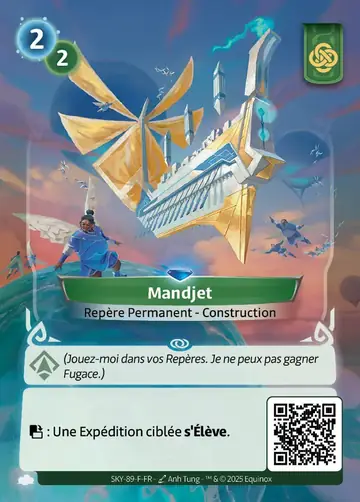 2
2
Mandjet
Repère Permanent - Construction
(Jouez-moi dans vos Repères. Je ne peux pas gagner
Fugace.)
: Une Expédition ciblée s'Élève.
SKY-89-F-FR - Anh Tung - ™ & © 2025 Equinox